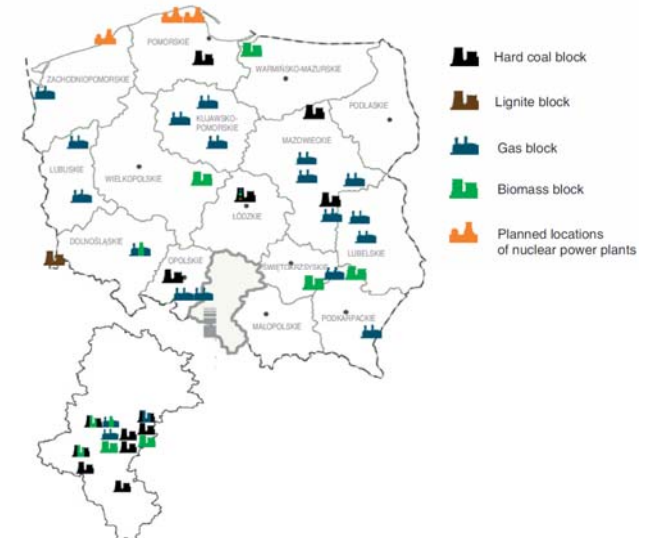 POMORSKIE
WARMIŃSKO-MAZURSKIE
ZACHODNIOPOMORSKIE
PODLASKIE
KUJAWSKO-
POMORSKIE
MAZOWIECKIE
LUBUSKIE
WIELKOPOLSKIE
ŁÓDZKIE
DOLNOŚLĄSKIE
OPOLSKIE
ŚWIĘTOKRZYSKIE
LUBELSKIE
MAŁOPOLSKIE
PODKARPACKIE
Hard coal block
Lignite block
Gas block
Biomass block
Planned locations
of nuclear power plants